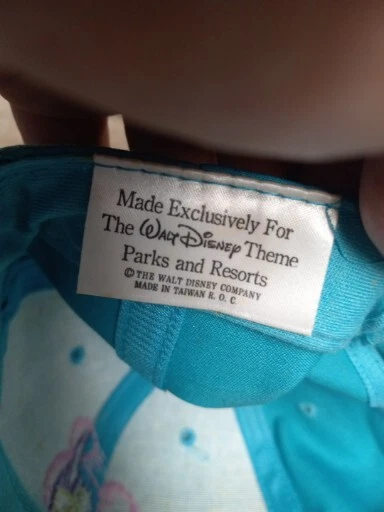 Made Exclusively For
The Walt Disney Theme
Parks and Resorts
© THE WALT DISNEY COMPANY
MADE IN TAIWAN R. O. C.